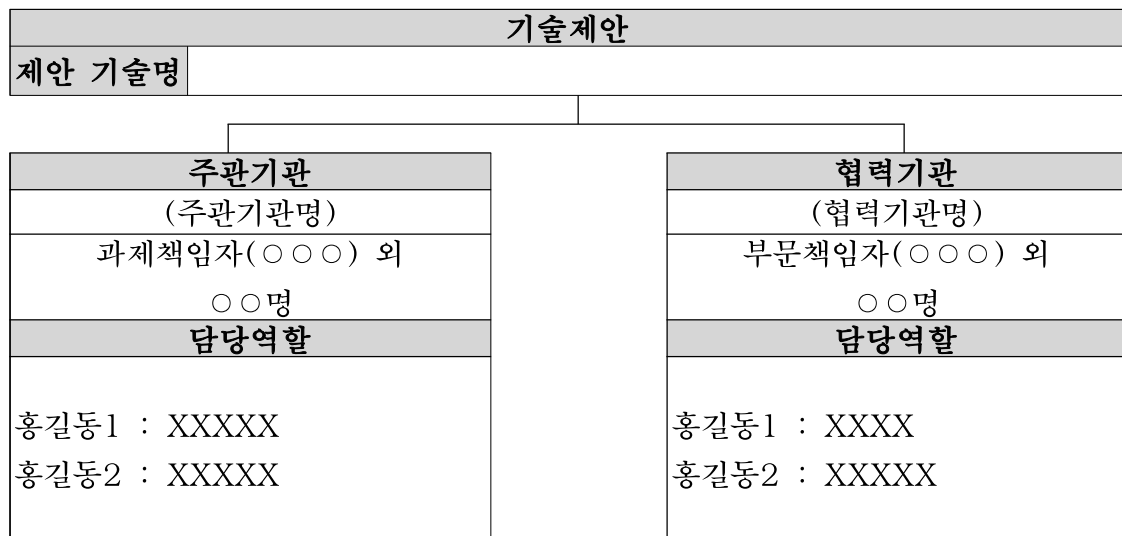 기술제안
제안 기술명
주관기관
(주관기관명)
과제책임자(○○○) 외
○○명
담당역할
홍길동1 : XXXXX
홍길동2 : XXXXX
협력기관
(협력기관명)
부문책임자(○○○) 외
○○명
담당역할
홍길동1 : XXXX
홍길동2 : XXXXX